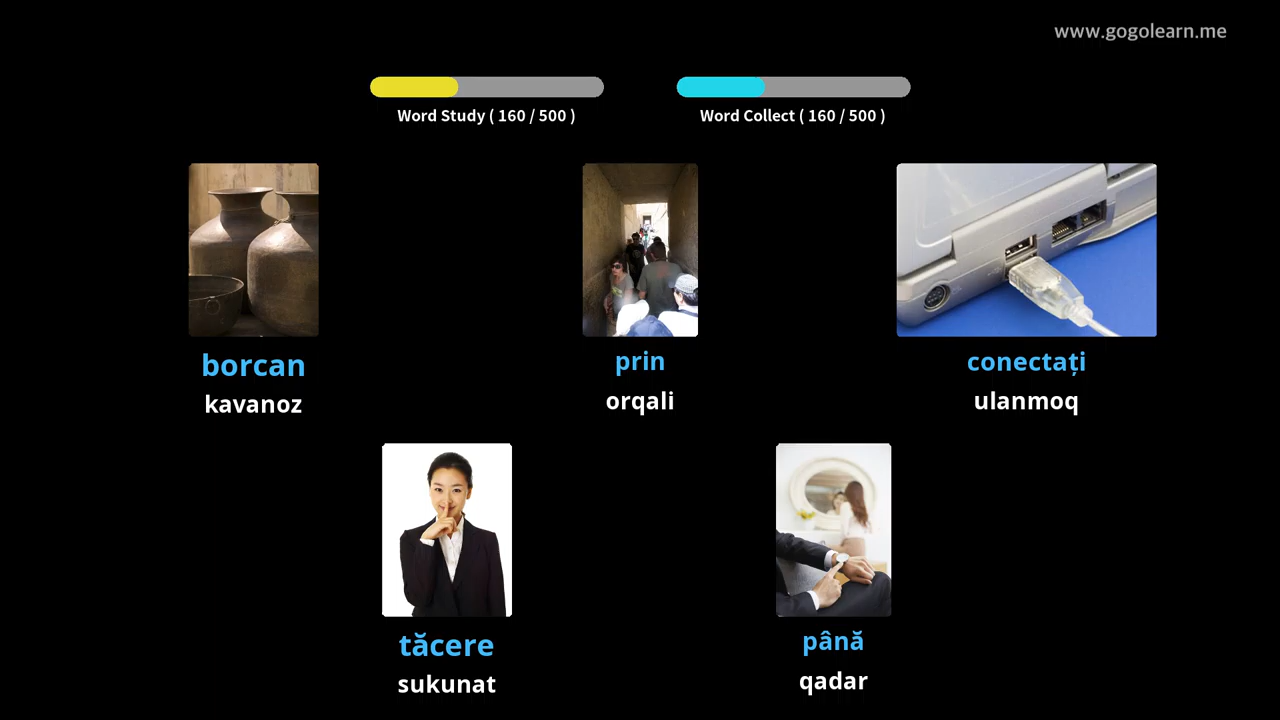 www.gogolearn.me
Word Study ( 160 / 500 )
Word Collect ( 160 / 500 )
borcan
kavanoz
prin
orqali
conectați
ulanmoq
tăcere
sukunat
până
qadar